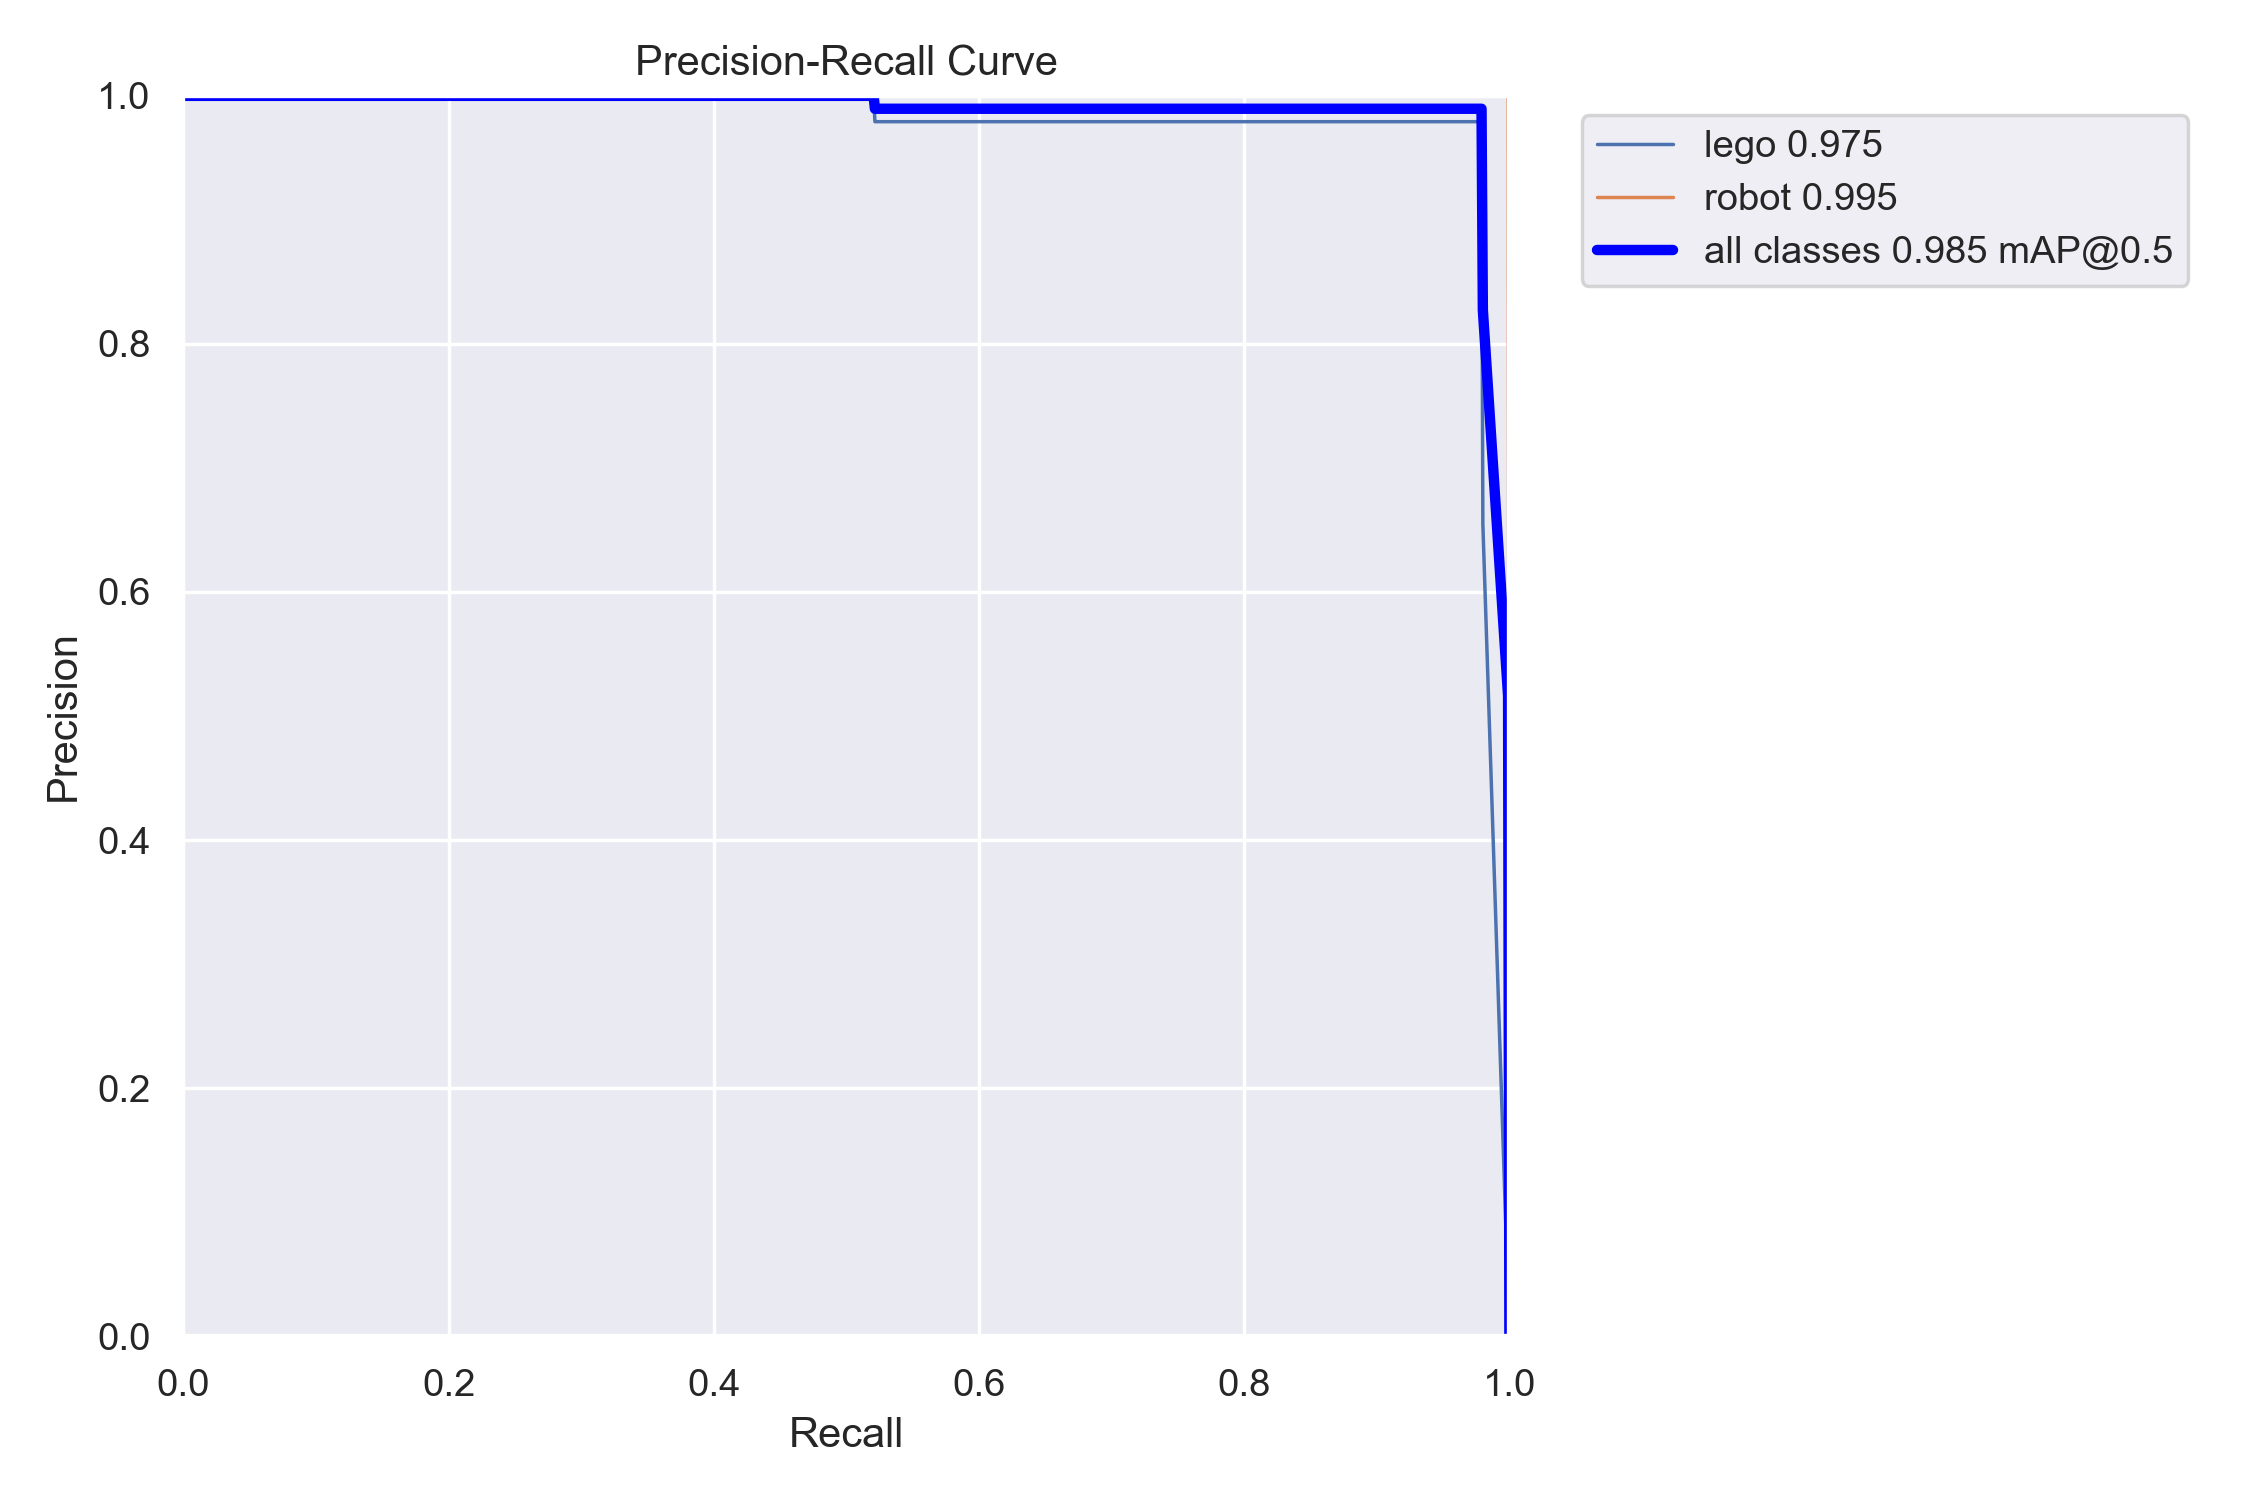 Precision-Recall Curve
1.0
0.8
0.6
0.4
0.2
0.0
Precision
0.0 0.2 0.4 0.6 0.8 1.0
Recall
lego 0.975
robot 0.995
all classes 0.985 mAP@0.5